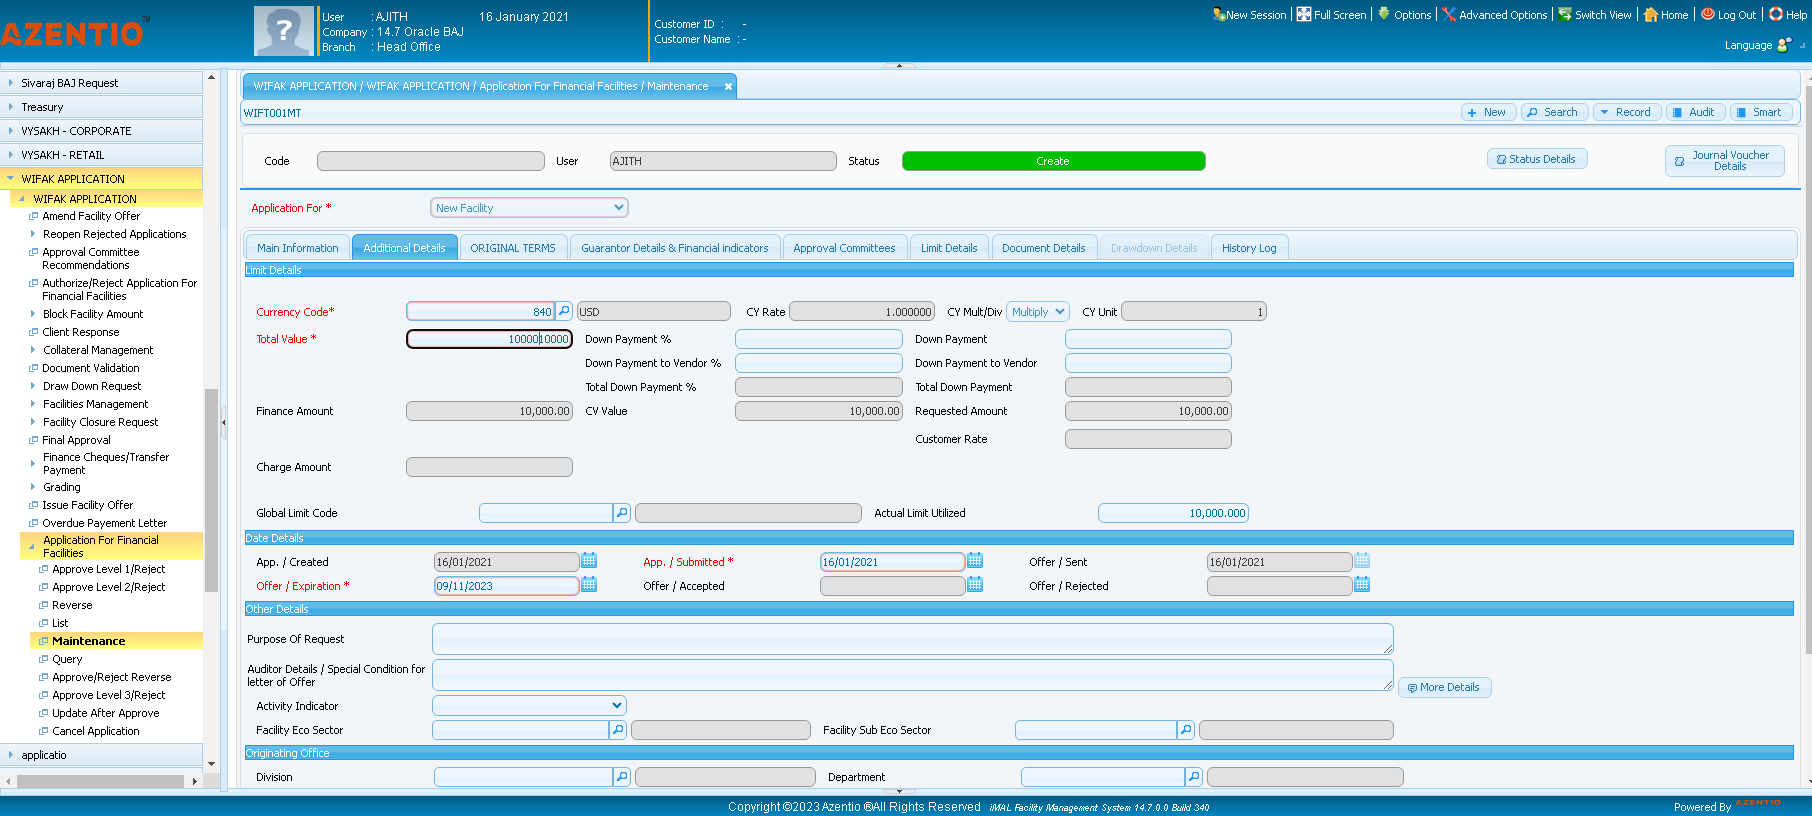 AZENTIO™
User : AJITH 16 January 2021
Company : 14.7 Oracle BAJ
Branch : Head Office
Customer ID : -
Customer Name : -
New Session Full Screen Options Advanced Options Switch View Home Log Out Help
Language
Sivaraj BAJ Request
Treasury
VYSAKH - CORPORATE
VYSAKH - RETAIL
WIFAK APPLICATION
WIFAK APPLICATION
Amend Facility Offer
Reopen Rejected Applications
Approval Committee
Recommendations
Authorize/Reject Application For
Financial Facilities
Block Facility Amount
Client Response
Collateral Management
Document Validation
Draw Down Request
Facilities Management
Facility Closure Request
Final Approval
Finance Cheques/Transfer
Payment
Grading
Issue Facility Offer
Overdue Payement Letter
Application For Financial
Facilities
Approve Level 1/Reject
Approve Level 2/Reject
Reverse
List
Maintenance
Query
Approve/Reject Reverse
Approve Level 3/Reject
Update After Approve
Cancel Application
applicatio
WIFAK APPLICATION / WIFAK APPLICATION / Application For Financial Facilities / Maintenance
WIFT001MT
New Search Record Audit Smart
Code User AJITH Status Create Status Details
Journal Voucher
Details
Application For * New Facility
Main Information Additional Details ORIGINAL TERMS Guarantor Details & Financial indicators Approval Committees Limit Details Document Details Drawdown Details History Log
Limit Details
Currency Code* 840 USD CY Rate 1.000000 CY Mult/Div Multiply CY Unit 1
Total Value * 1000010000 Down Payment % Down Payment
Down Payment to Vendor % Down Payment to Vendor
Total Down Payment % Total Down Payment
Finance Amount 10,000.00 CV Value 10,000.00 Requested Amount 10,000.00
Customer Rate
Charge Amount
Global Limit Code Actual Limit Utilized 10,000.000
Date Details
App. / Created 16/01/2021 App. / Submitted * 16/01/2021 Offer / Sent 16/01/2021
Offer / Expiration * 09/11/2023 Offer / Accepted Offer / Rejected
Other Details
Purpose Of Request
Auditor Details / Special Condition for
letter of Offer
More Details
Activity Indicator
Facility Eco Sector Facility Sub Eco Sector
Originating Office
Division Department
Copyright ©2023 Azentio ®All Rights Reserved iMAL Facility Management System 14.7.0.0 Build 340
Powered By AZENTIO